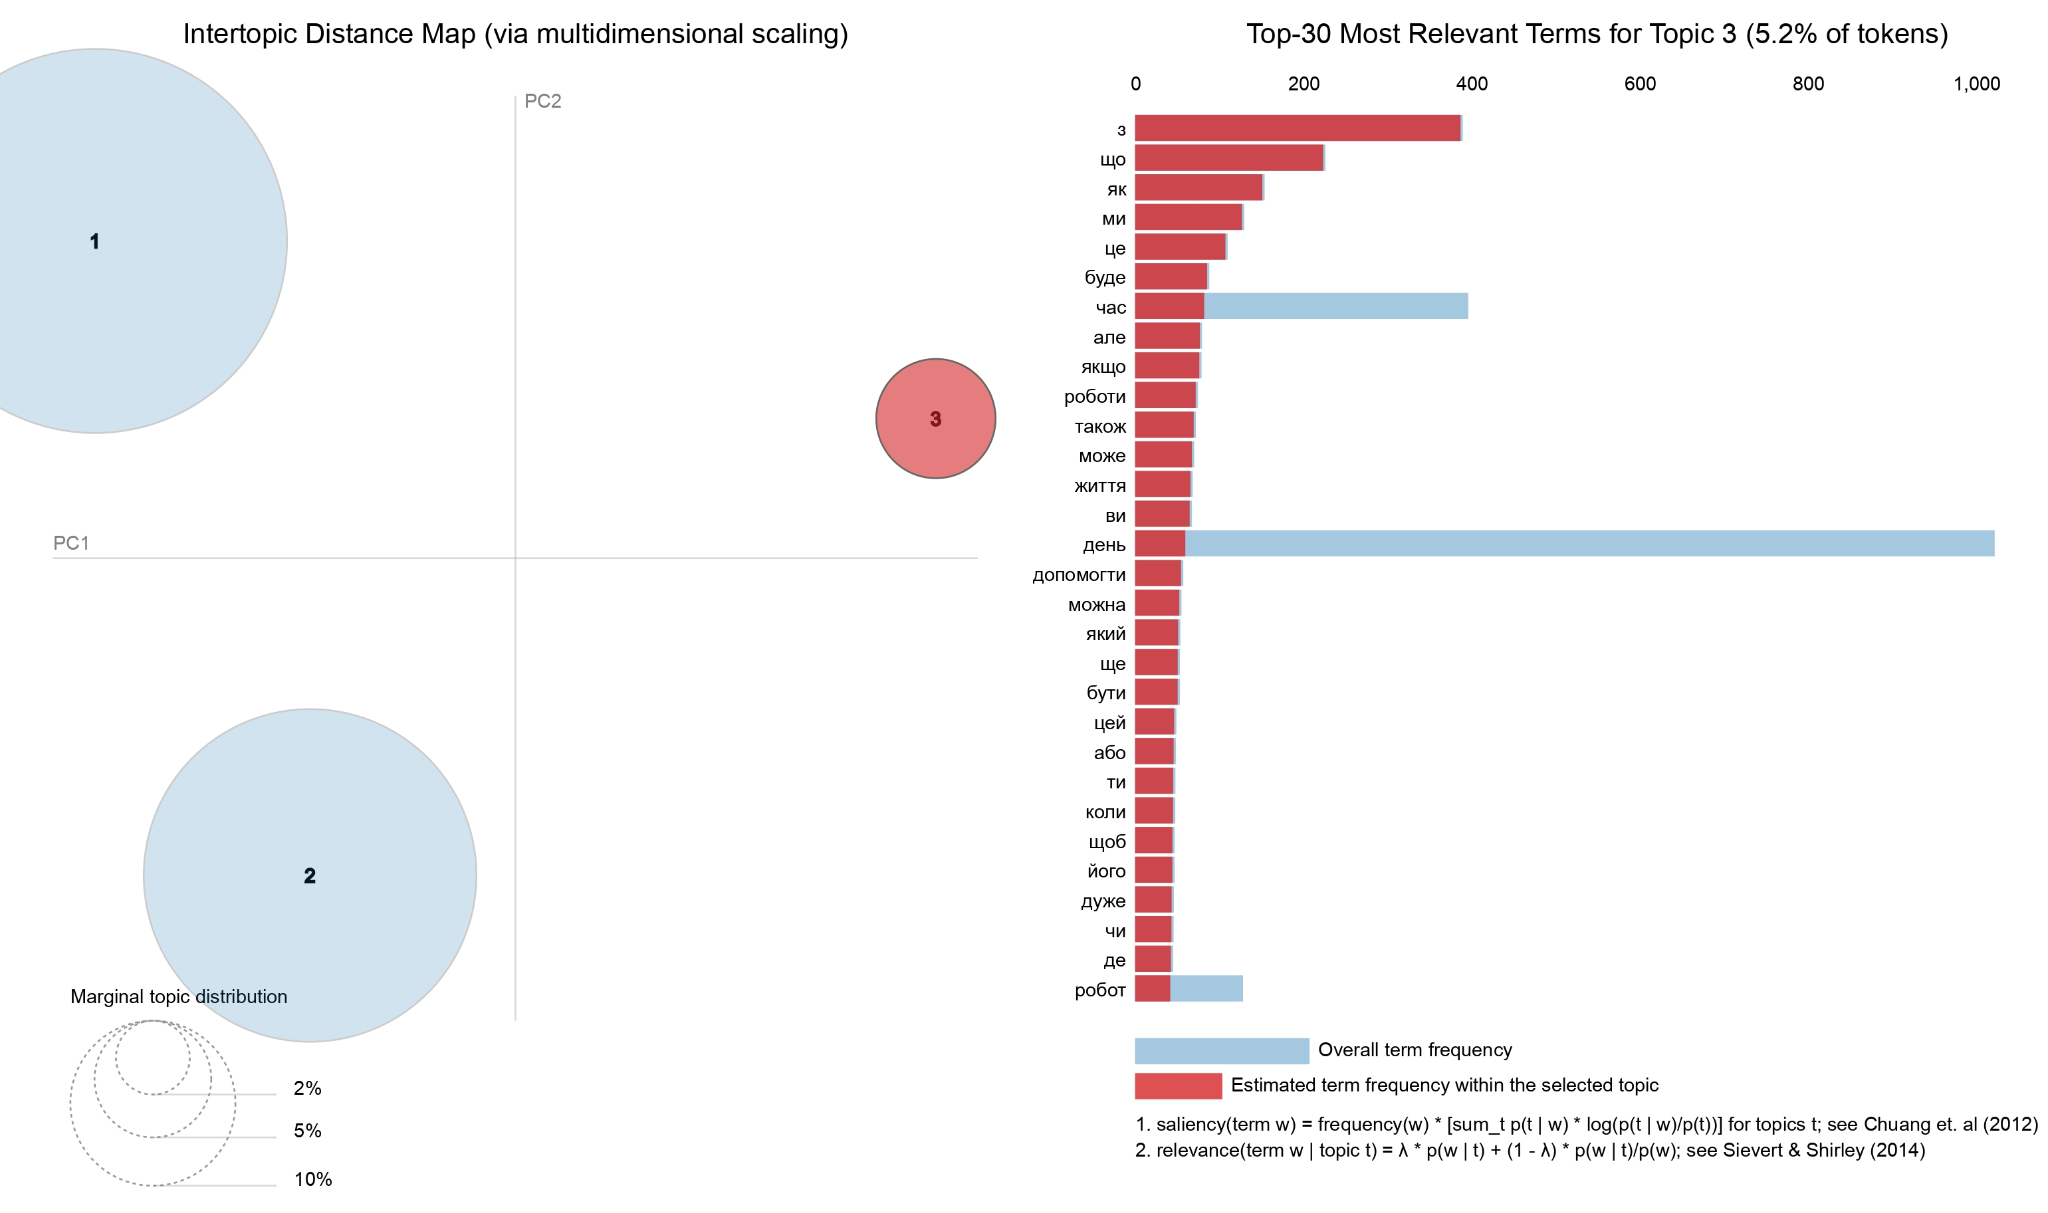 Intertopic Distance Map (via multidimensional scaling)
PC2
PC1
1
2
3
Marginal topic distribution
2%
5%
10%
Top-30 Most Relevant Terms for Topic 3 (5.2% of tokens)
0 200 400 600 800 1,000
з
що
як
ми
це
буде
час
але
якщо
роботи
також
може
життя
ви
день
допомогти
можна
який
ще
бути
цей
або
ти
коли
щоб
його
дуже
чи
де
робот
Overall term frequency
Estimated term frequency within the selected topic
1. saliency(term w) = frequency(w) * [sum_t p(t | w) * log(p(t | w)/p(t))] for topics t; see Chuang et. al (2012)
2. relevance(term w | topic t) = λ * p(w | t) + (1 - λ) * p(w | t)/p(w); see Sievert & Shirley (2014)